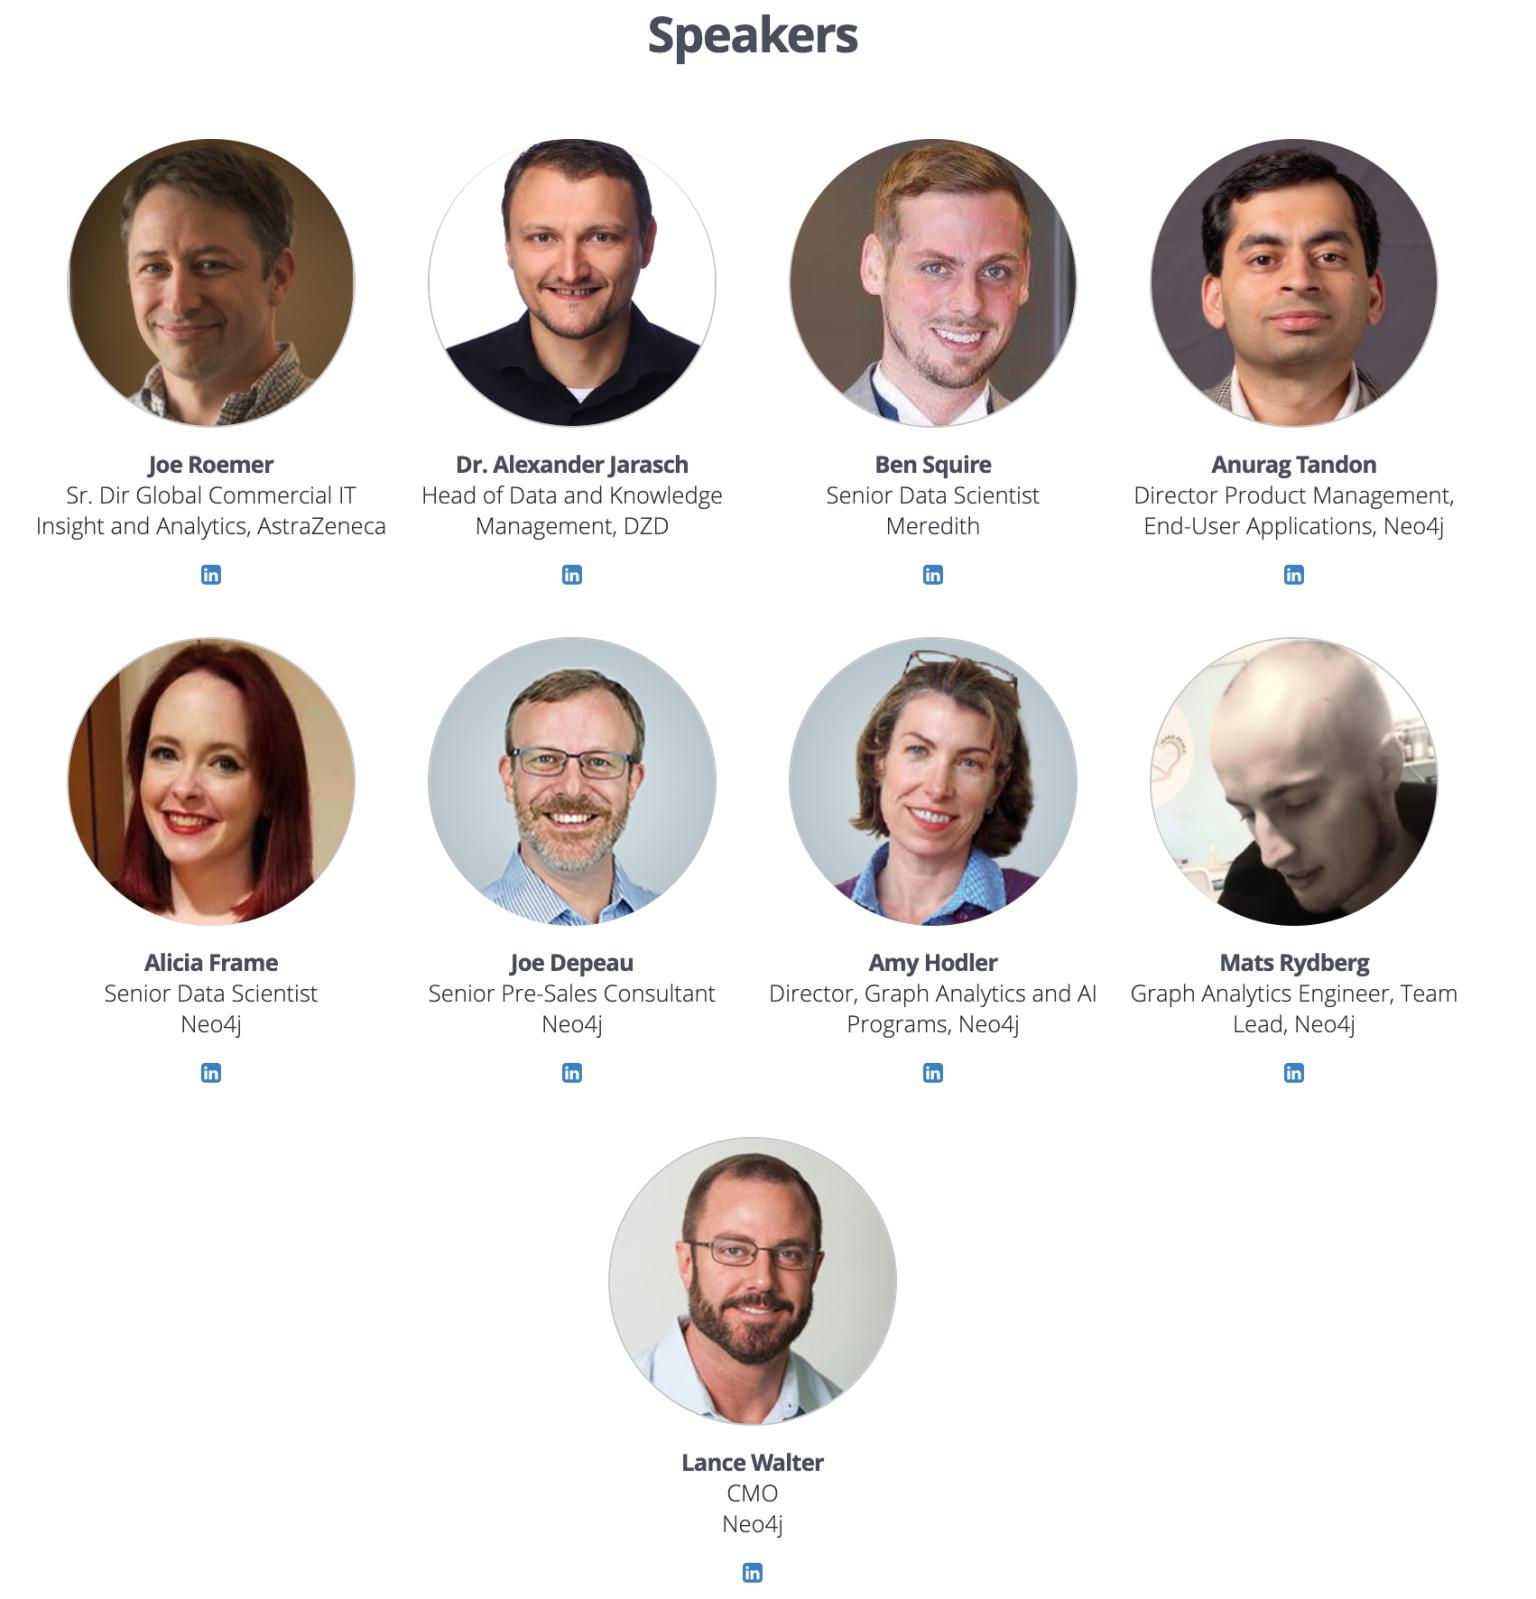 Speakers
Joe Roemer
Sr. Dir Global Commercial IT
Insight and Analytics, AstraZeneca
in
Dr. Alexander Jarasch
Head of Data and Knowledge
Management, DZD
in
Ben Squire
Senior Data Scientist
Meredith
in
Anurag Tandon
Director Product Management,
End-User Applications, Neo4j
in
Alicia Frame
Senior Data Scientist
Neo4j
in
Joe Depeau
Senior Pre-Sales Consultant
Neo4j
in
Amy Hodler
Director, Graph Analytics and AI
Programs, Neo4j
in
Mats Rydberg
Graph Analytics Engineer, Team
Lead, Neo4j
in
Lance Walter
CMO
Neo4j
in